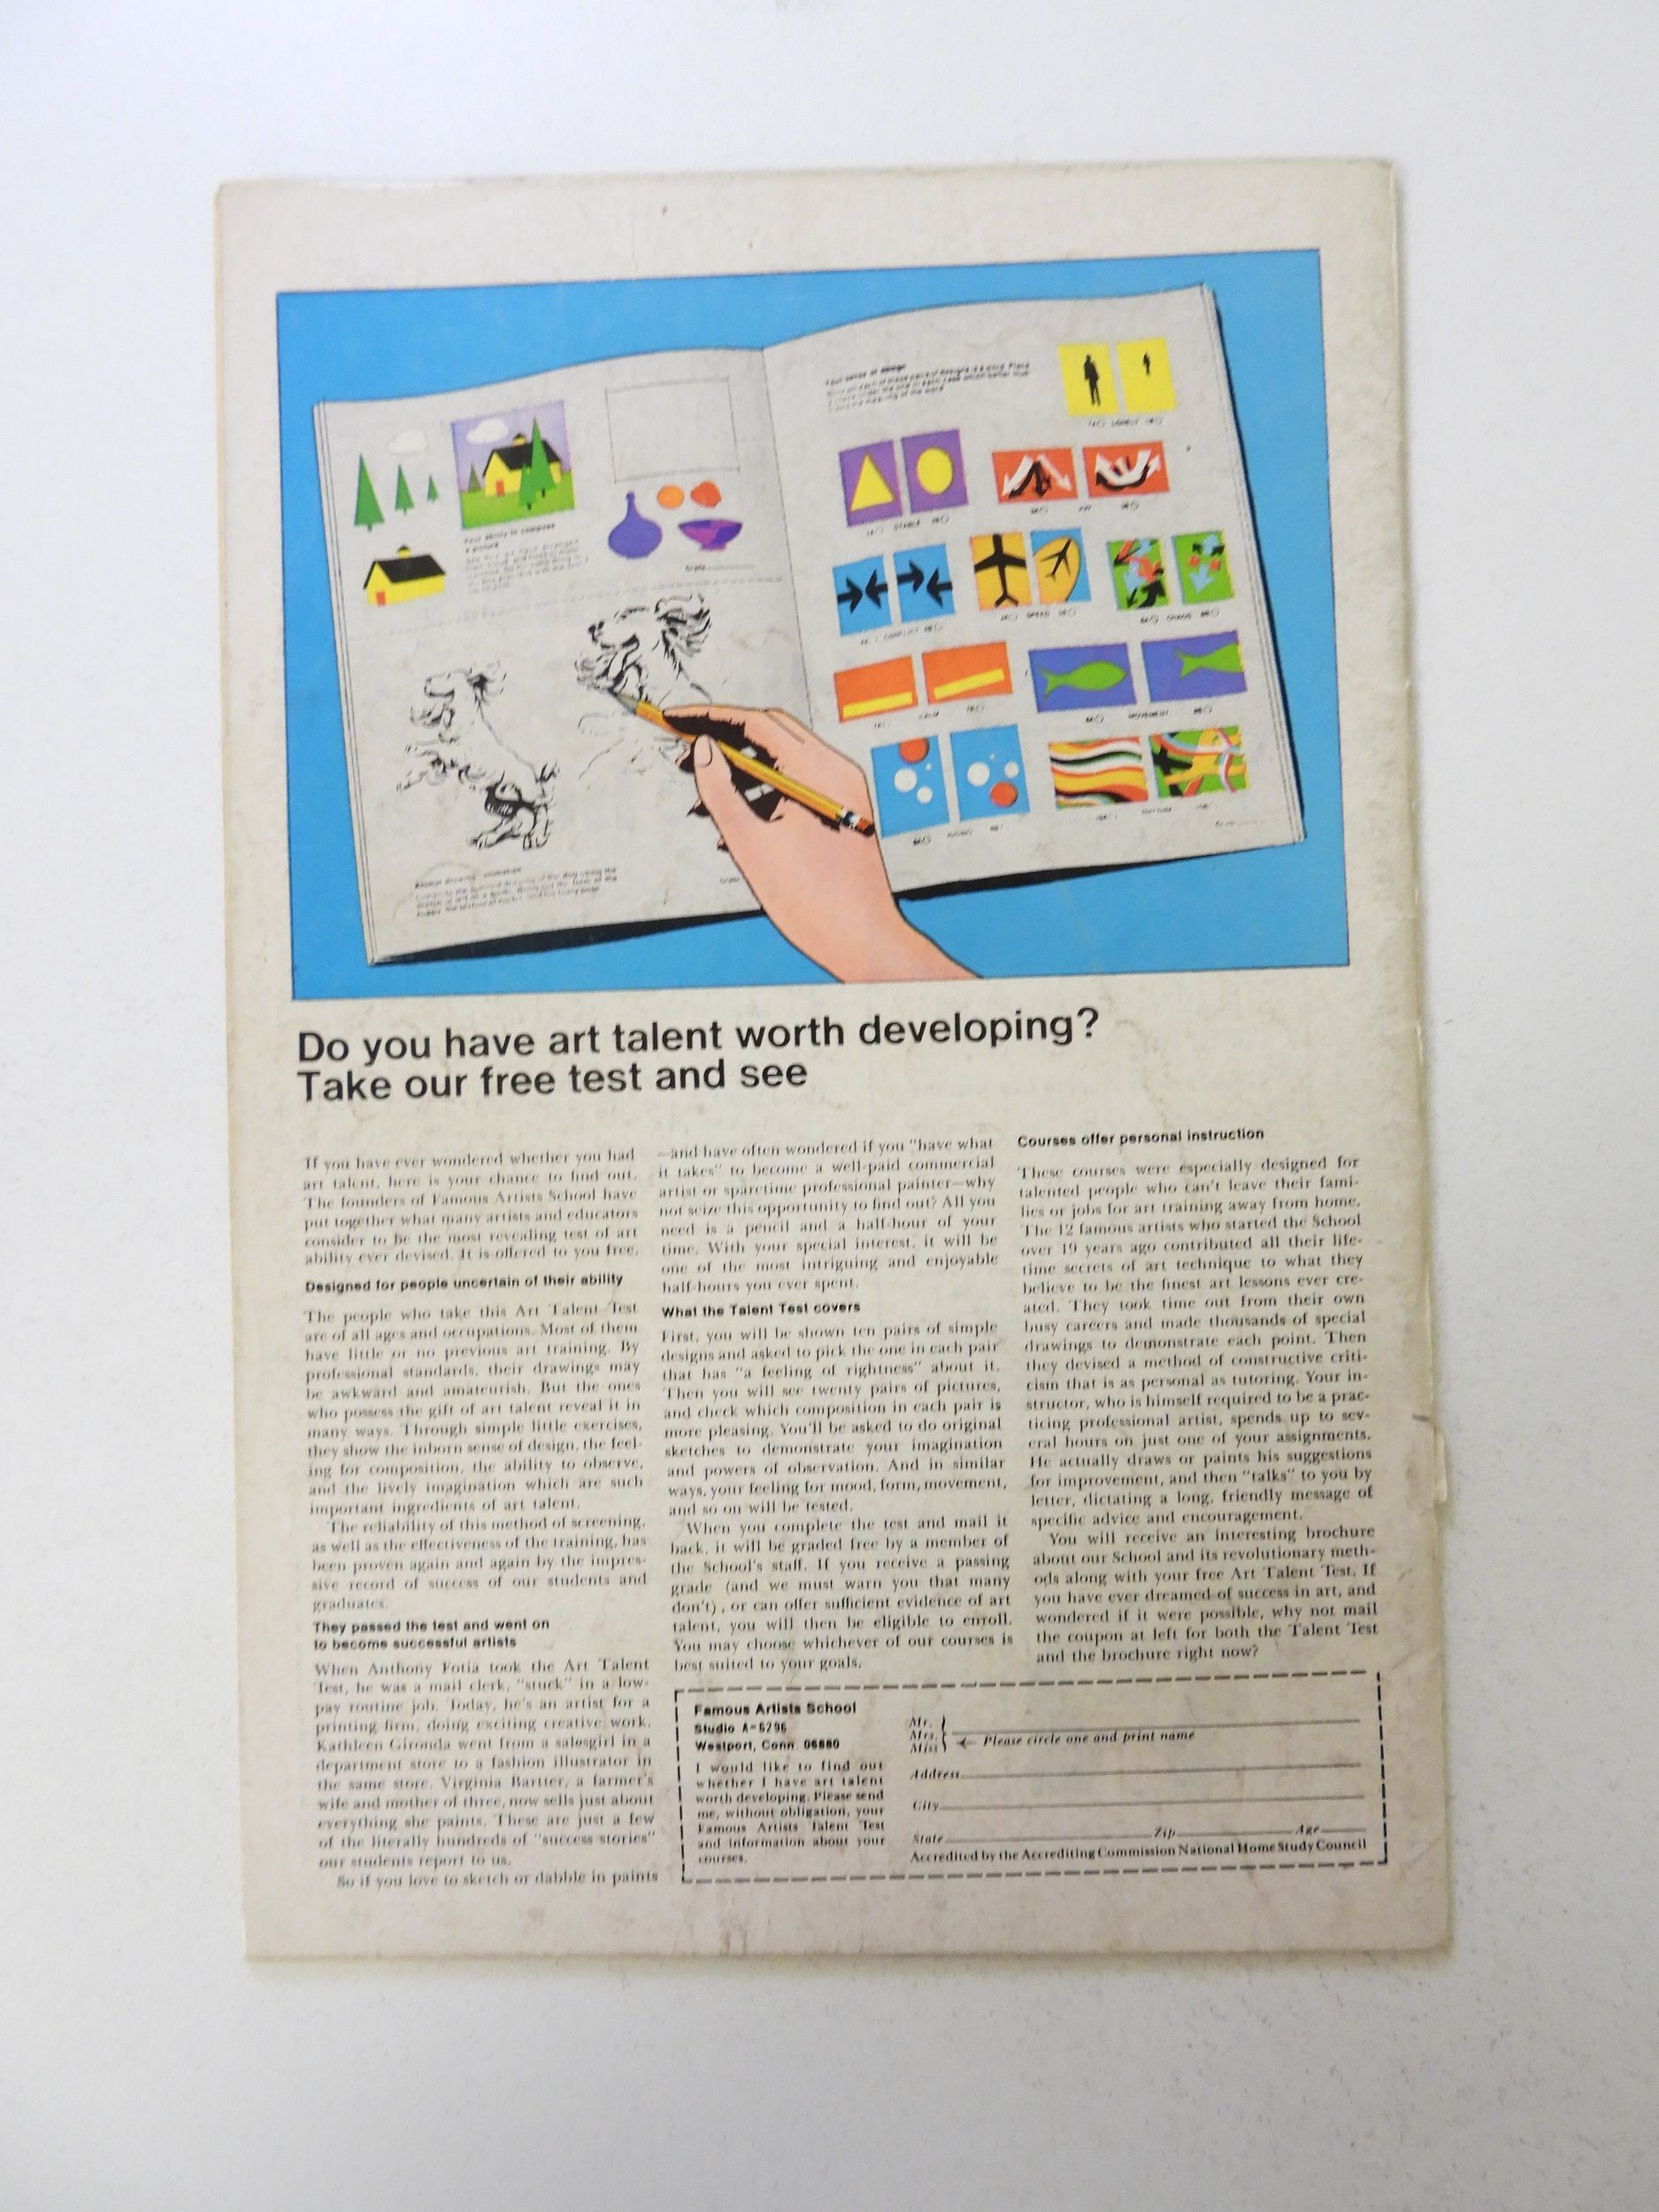 Your sense of design
Your ability to compose
a picture
Do you have art talent worth developing?
Take our free test and see
If you have ever wondered whether you had
art talent, here is your chance to find out.
The founders of Famous Artists School have
put together what many artists and educators
consider to be the most revealing test of art
ability ever devised. It is offered to you free.
Designed for people uncertain of their ability
The people who take this Art Talent Test
are of all ages and occupations. Most of them
have little or no previous art training. By
professional standards, their drawings may
be awkward and amateurish. But the ones
who possess the gift of art talent reveal it in
many ways. Through simple little exercises,
they show the inborn sense of design, the feel-
ing for composition, the ability to observe,
and the lively imagination which are such
important ingredients of art talent.
The reliability of this method of screening,
as well as the effectiveness of the training, has
been proven again and again by the impres-
sive record of success of our students and
graduates.
They passed the test and went on
to become successful artists
When Anthony Fotia took the Art Talent
Test, he was a mail clerk, "stuck" in a low-
pay routine job. Today, he's an artist for a
printing firm, doing exciting creative work.
Kathleen Gironda went from a salesgirl in a
department store to a fashion illustrator in
the same store. Virginia Bartter, a farmer's
wife and mother of three, now sells just about
everything she paints. These are just a few
of the literally hundreds of "success stories"
our students report to us.
So if you love to sketch or dabble in paints
—and have often wondered if you "have what
it takes" to become a well-paid commercial
artist or sparetime professional painter—why
not seize this opportunity to find out? All you
need is a pencil and a half-hour of your
time. With your special interest, it will be
one of the most intriguing and enjoyable
half-hours you ever spent.
What the Talent Test covers
First, you will be shown ten pairs of simple
designs and asked to pick the one in each pair
that has "a feeling of rightness" about it.
Then you will see twenty pairs of pictures,
and check which composition in each pair is
more pleasing. You'll be asked to do original
sketches to demonstrate your imagination
and powers of observation. And in similar
ways, your feeling for mood, form, movement,
and so on will be tested.
When you complete the test and mail it
back, it will be graded free by a member of
the School's staff. If you receive a passing
grade (and we must warn you that many
don't), or can offer sufficient evidence of art
talent, you will then be eligible to enroll.
You may choose whichever of our courses is
best suited to your goals.
Courses offer personal instruction
These courses were especially designed for
talented people who can't leave their fami-
lies or jobs for art training away from home.
The 12 famous artists who started the School
over 19 years ago contributed all their life-
time secrets of art technique to what they
believe to be the finest art lessons ever cre-
ated. They took time out from their own
busy careers and made thousands of special
drawings to demonstrate each point. Then
they devised a method of constructive criti-
cism that is as personal as tutoring. Your in-
structor, who is himself required to be a prac-
ticing professional artist, spends up to sev-
eral hours on just one of your assignments.
He actually draws or paints his suggestions
for improvement, and then "talks" to you by
letter, dictating a long, friendly message of
specific advice and encouragement.
You will receive an interesting brochure
about our School and its revolutionary meth-
ods along with your free Art Talent Test. If
you have ever dreamed of success in art, and
wondered if it were possible, why not mail
the coupon at left for both the Talent Test
and the brochure right now?
Famous Artists School
Studio A-6296
Westport, Conn. 06880
I would like to find out
whether I have art talent
worth developing. Please send
me, without obligation, your
Famous Artists Talent Test
and information about your
courses.
Mr.
Mrs.
Miss
Please circle one and print name
Address
City
State Zip Age
Accredited by the Accrediting Commission National Home Study Council